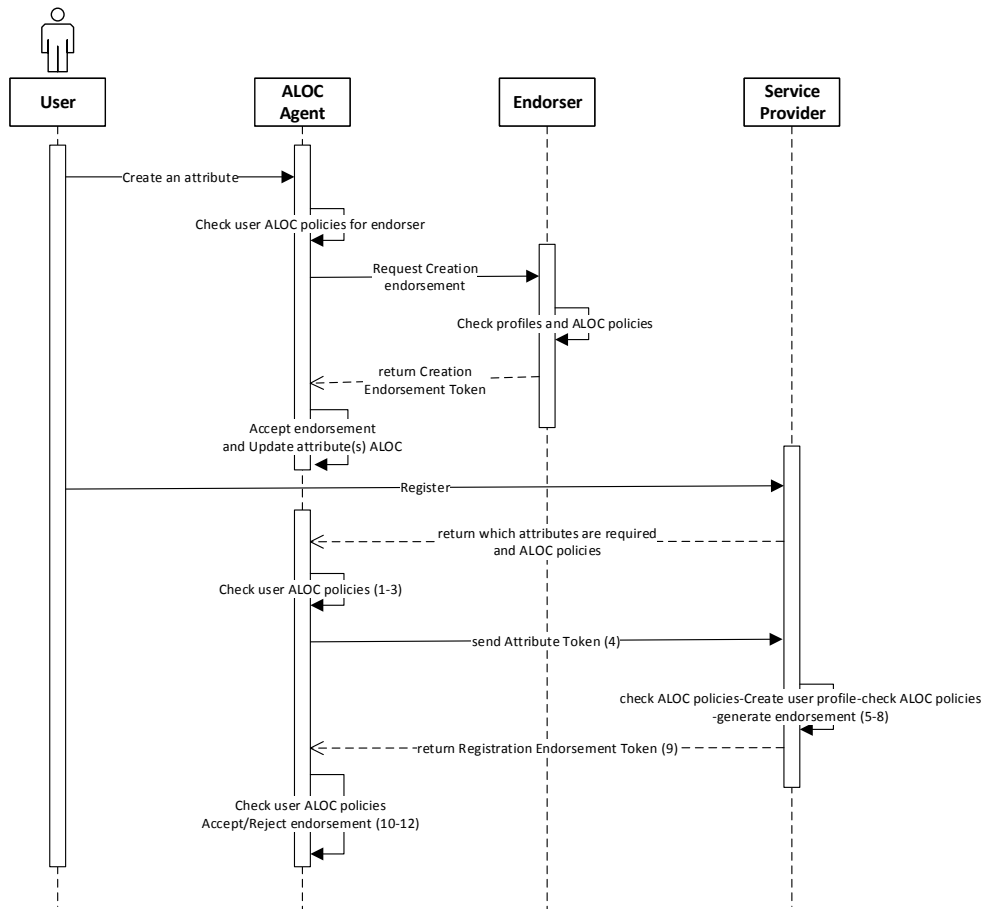 User
ALOC
Agent
Endorser
Service
Provider
Create an attribute
Check user ALOC policies for endorser
Request Creation
endorsement
Check profiles and ALOC policies
return Creation
Endorsement Token
Accept endorsement
and Update attribute(s) ALOC
Register
return which attributes are required
and ALOC policies
Check user ALOC policies (1-3)
send Attribute Token (4)
check ALOC policies-Create user profile-check ALOC policies
-generate endorsement (5-8)
return Registration Endorsement Token (9)
Check user ALOC policies
Accept/Reject endorsement (10-12)